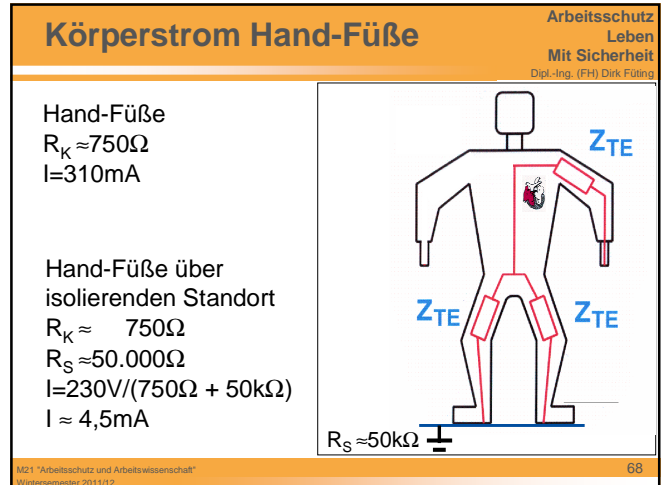 Körperstrom Hand-Füße
Arbeitsschutz
Leben
Mit Sicherheit
Dipl.-Ing. (FH) Dirk Füting
Hand-Füße
R_K ≈750Ω
I=310mA
Hand-Füße über
isolierenden Standort
R_K ≈ 750Ω
R_S ≈50.000Ω
I=230V/(750Ω + 50kΩ)
I ≈ 4,5mA
Z_TE
Z_TE
Z_TE
R_S ≈50kΩ
M21 "Arbeitsschutz und Arbeitswissenschaft"
Wintersemester 2011/12
68